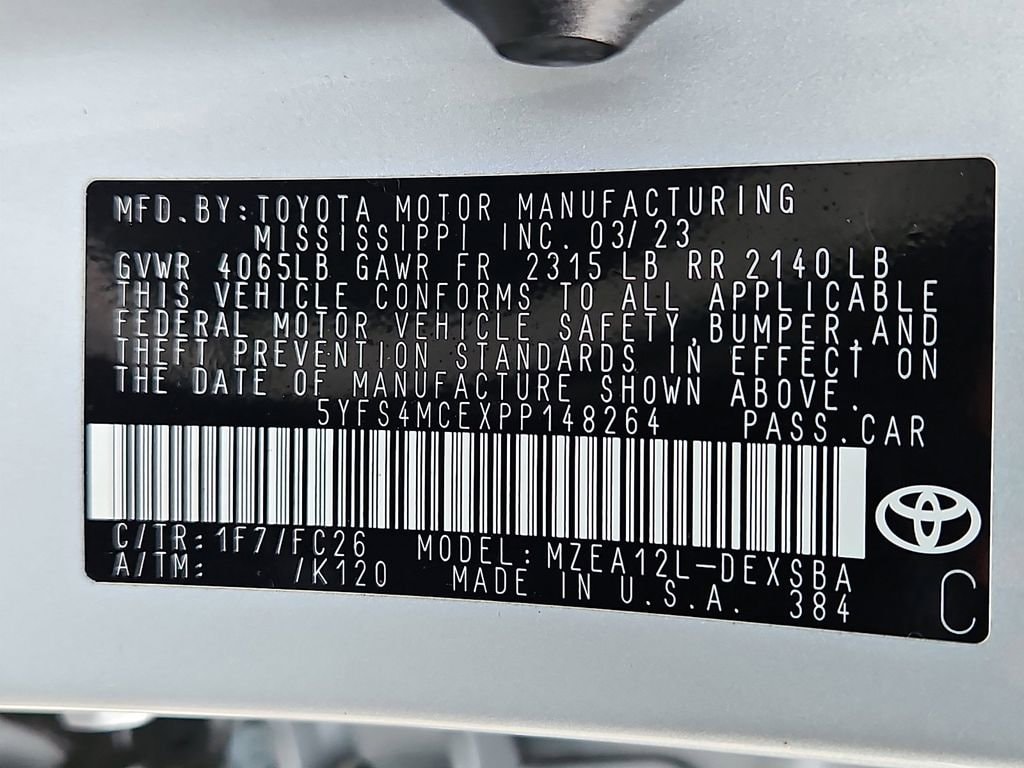 MFD.BY:TOYOTA MOTOR MANUFACTURING
MISSISSIPPI INC. 03/23
GVWR 4065LB GAWR FR 2315 LB RR 2140 LB
THIS VEHICLE CONFORMS TO ALL APPLICABLE
FEDERAL MOTOR VEHICLE SAFETY,BUMPER,AND
THEFT PREVENTION STANDARDS IN EFFECT ON
THE DATE OF MANUFACTURE SHOWN ABOVE.
5YFS4MCEXPP148264 PASS.CAR
C/TR:1F7/FC26 MODEL:MZEA12L-DEXSBA
A/TM: /K120 MADE IN U.S.A. 384
C